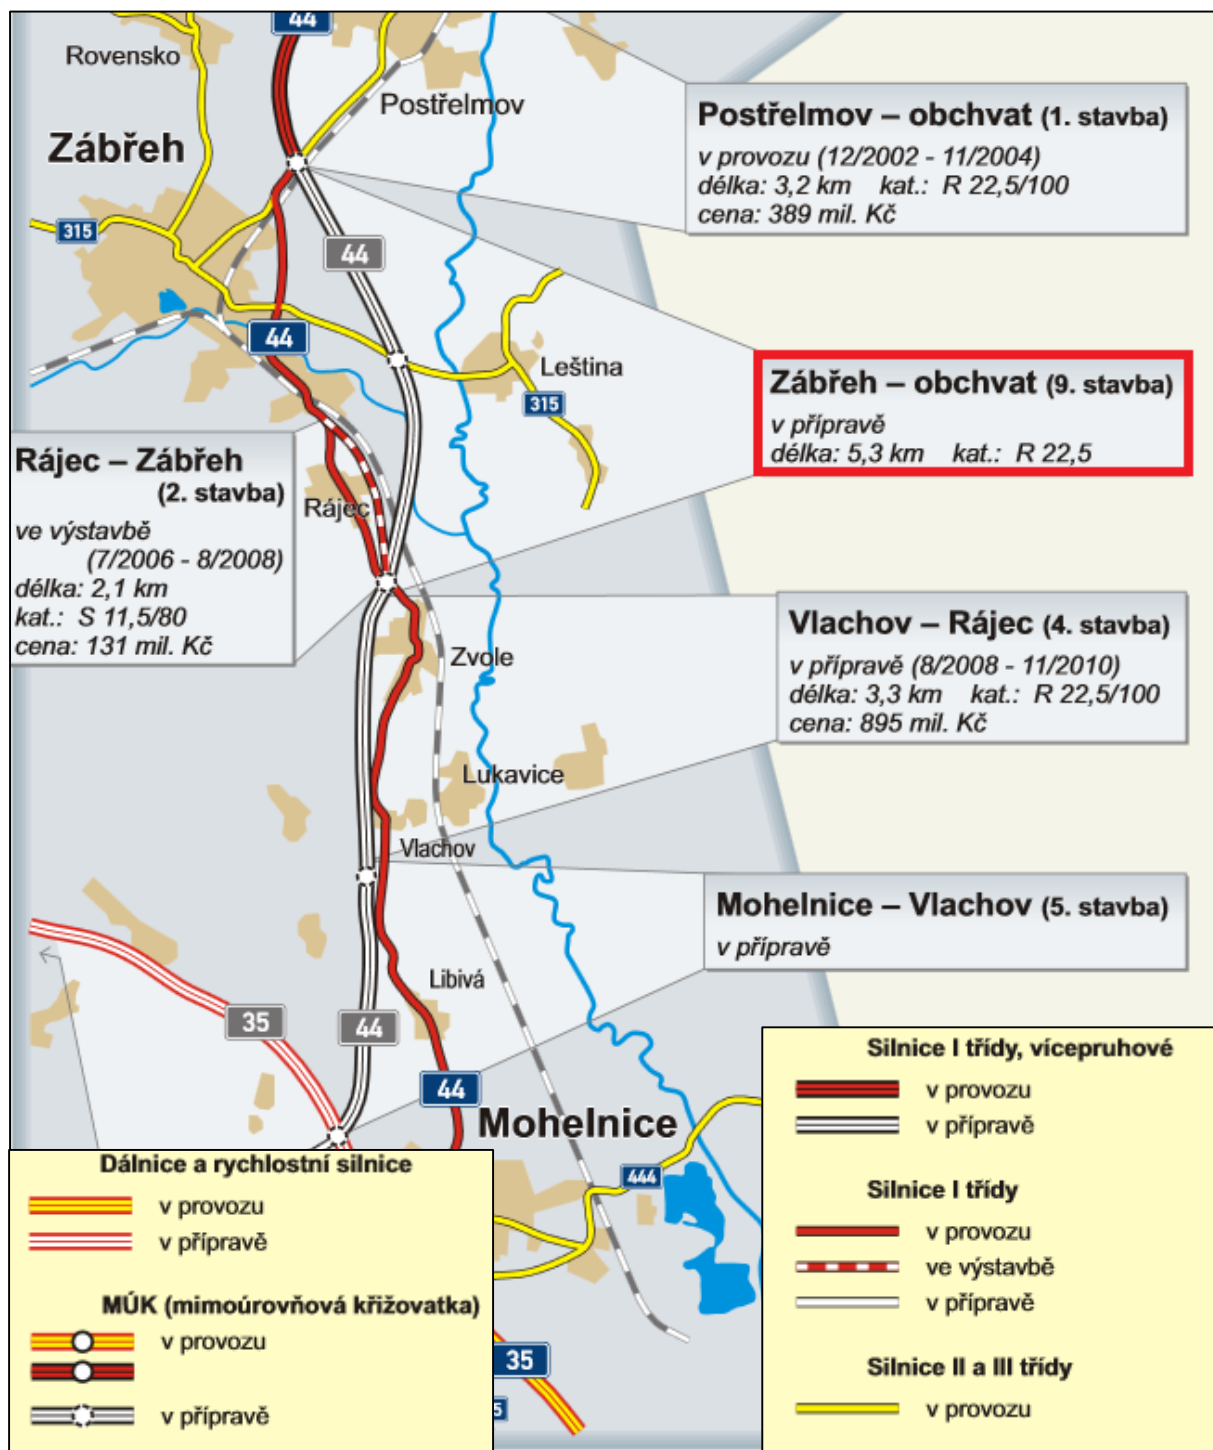 44
Rovensko
Postřelmov
Zábřeh
Postřelmov – obchvat (1. stavba)
v provozu (12/2002 - 11/2004)
délka: 3,2 km kat.: R 22,5/100
cena: 389 mil. Kč
315
44
44
Leština
315
Zábřeh – obchvat (9. stavba)
v přípravě
délka: 5,3 km kat.: R 22,5
Rájec – Zábřeh
(2. stavba)
ve výstavbě
(7/2006 - 8/2008)
délka: 2,1 km
kat.: S 11,5/80
cena: 131 mil. Kč
Rájec
Vlachov – Rájec (4. stavba)
v přípravě (8/2008 - 11/2010)
délka: 3,3 km kat.: R 22,5/100
cena: 895 mil. Kč
Zvole
Lukavice
Vlachov
Mohelnice – Vlachov (5. stavba)
v přípravě
Libivá
35
44
44
Mohelnice
444
35
5
Dálnice a rychlostní silnice
v provozu
v přípravě
MÚK (mimoúrovňová křižovatka)
v provozu
v přípravě
Silnice I třídy, vícepruhové
v provozu
v přípravě
Silnice I třídy
v provozu
ve výstavbě
v přípravě
Silnice II a III třídy
v provozu